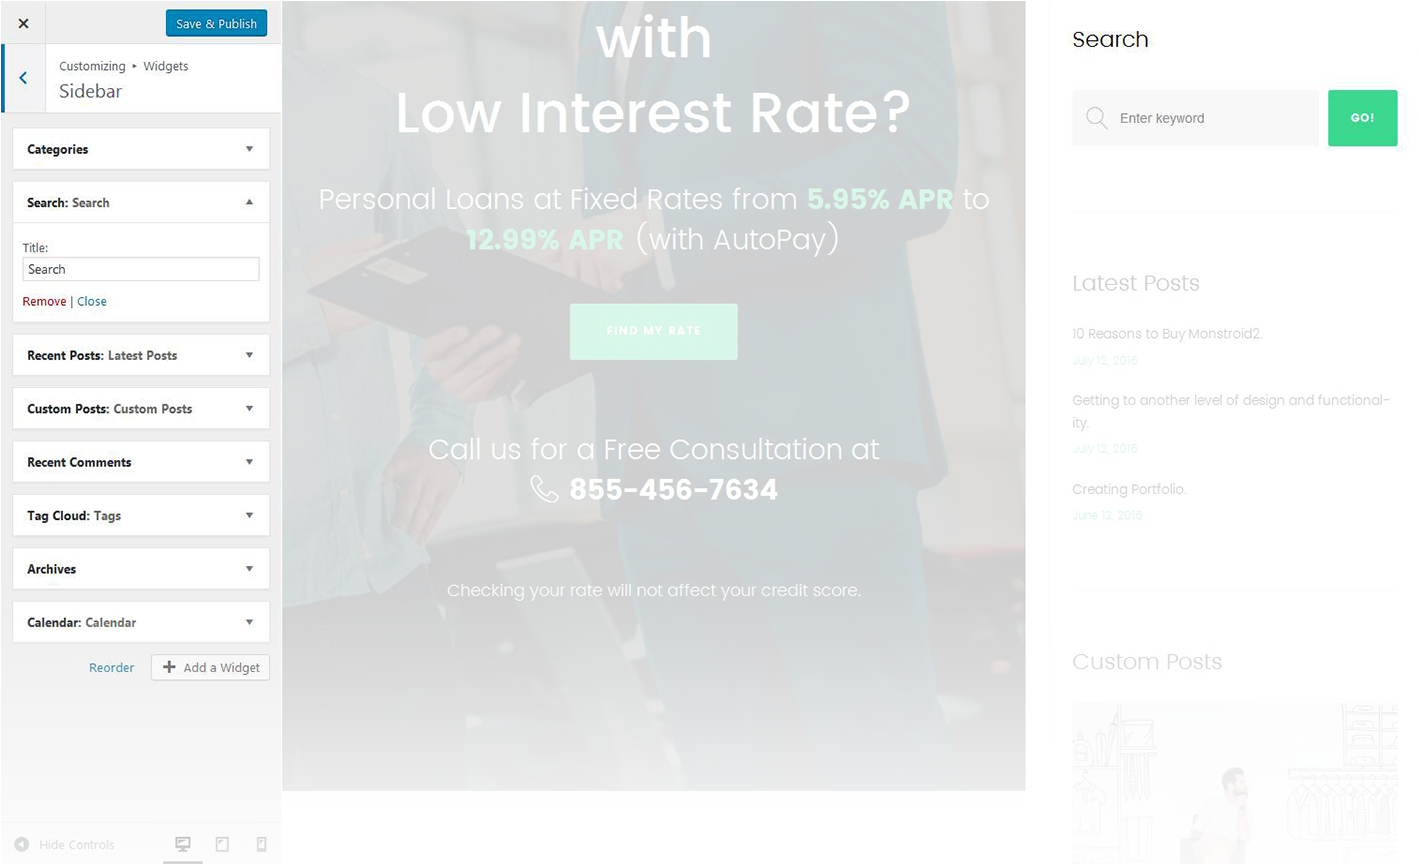 Save & Publish
Customizing ▸ Widgets
Sidebar
Categories
Search: Search
Title:
Search
Remove | Close
Recent Posts: Latest Posts
Custom Posts: Custom Posts
Recent Comments
Tag Cloud: Tags
Archives
Calendar: Calendar
Reorder
Add a Widget
Hide Controls
with
Low Interest Rate?
Personal Loans at Fixed Rates from 5.95% APR to
12.99% APR (with AutoPay)
FIND MY RATE
Call us for a Free Consultation at
855-456-7634
Checking your rate will not affect your credit score.
Search
Enter keyword
GO!
Latest Posts
10 Reasons to Buy Monstroid2.
July 12, 2016
Getting to another level of design and functional-
ity.
July 12, 2016
Creating Portfolio.
June 12, 2016
Custom Posts